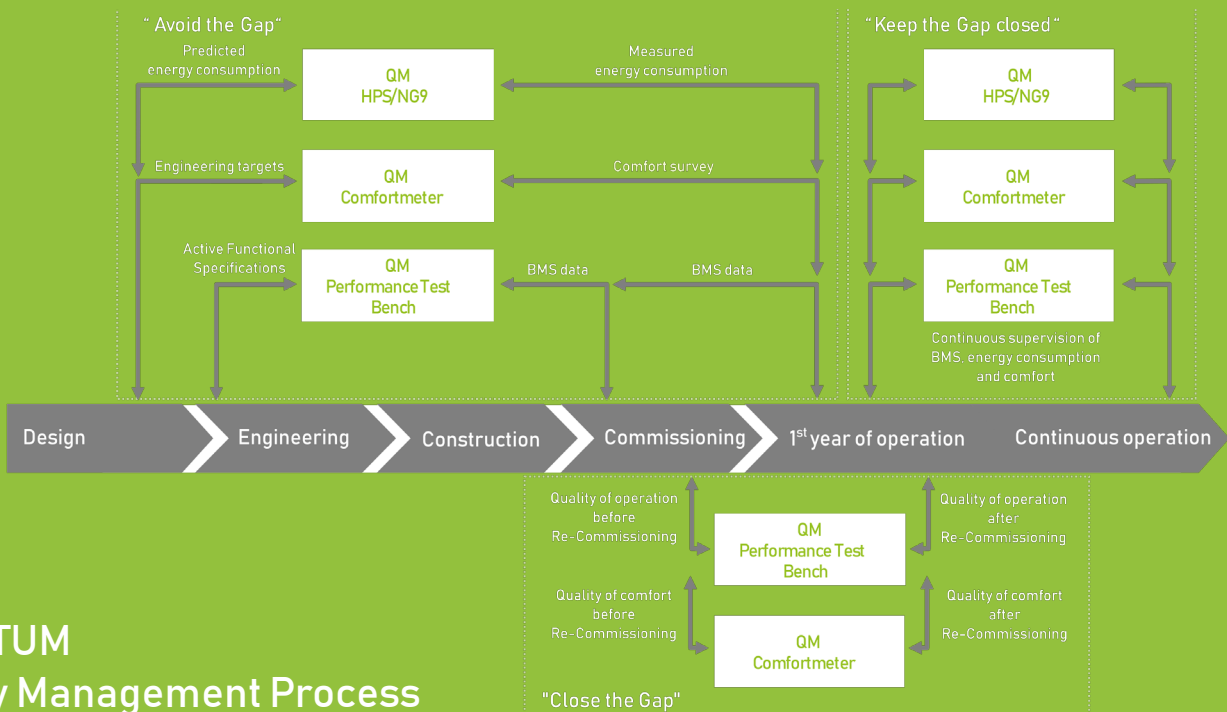 “Avoid the Gap“
Predicted
energy consumption
QM
HPS/NG9
Measured
energy consumption
Engineering targets
QM
Comfortmeter
Comfort survey
Active Functional
Specifications
QM
Performance Test
Bench
BMS data
BMS data
“Keep the Gap closed“
QM
HPS/NG9
QM
Comfortmeter
QM
Performance Test
Bench
Continuous supervision of
BMS, energy consumption
and comfort
Design
Engineering
Construction
Commissioning
1st year of operation
Continuous operation
Quality of operation
before
Re-Commissioning
QM
Performance Test
Bench
Quality of operation
after
Re-Commissioning
Quality of comfort
before
Re-Commissioning
QM
Comfortmeter
Quality of comfort
after
Re-Commissioning
"Close the Gap"
TUM
y Management Process